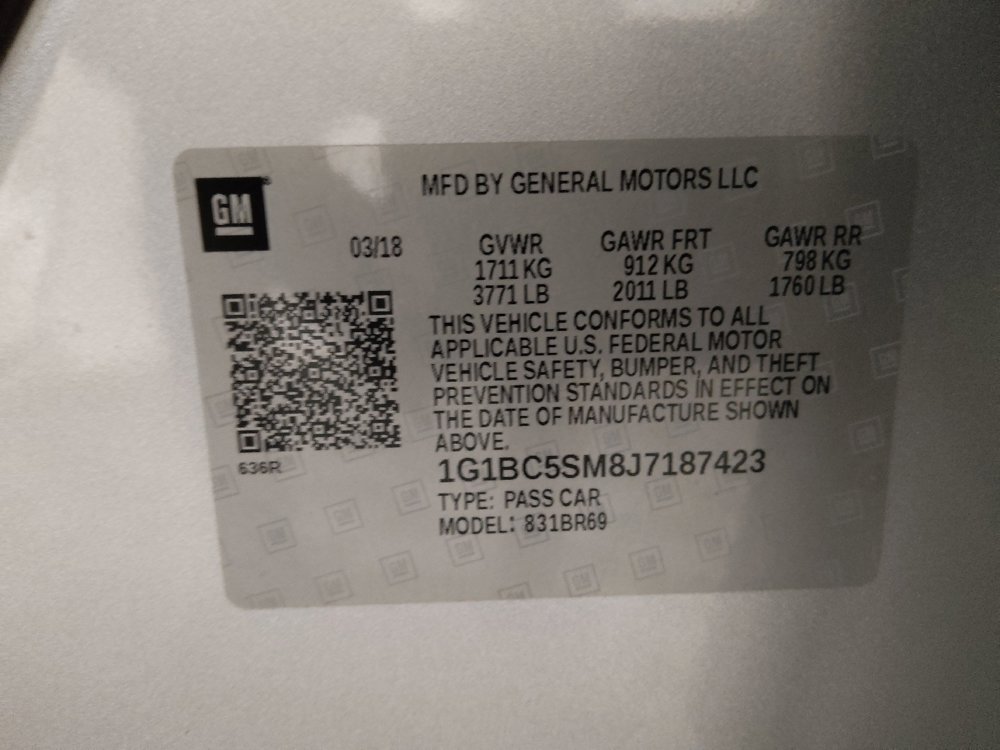 GM
MFD BY GENERAL MOTORS LLC
03/18
GVWR
1711 KG
3771 LB
GAWR FRT
912 KG
2011 LB
GAWR RR
798 KG
1760 LB
THIS VEHICLE CONFORMS TO ALL
APPLICABLE U.S. FEDERAL MOTOR
VEHICLE SAFETY, BUMPER, AND THEFT
PREVENTION STANDARDS IN EFFECT ON
THE DATE OF MANUFACTURE SHOWN
ABOVE.
636R
1G1BC5SM8J7187423
TYPE: PASS CAR
MODEL: 831BR69